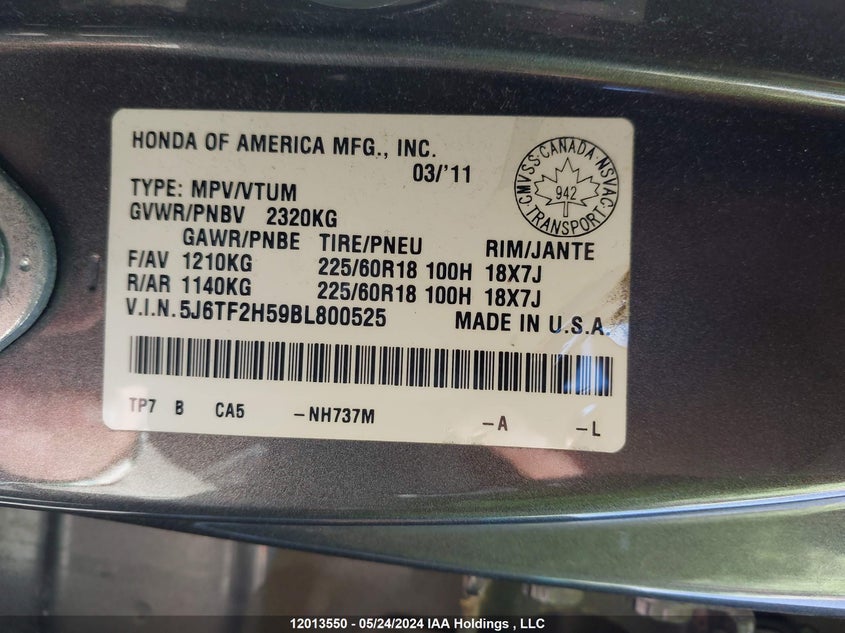 HONDA OF AMERICA MFG., INC.
03/'11
TYPE: MPV/VTUM
GVWR/PNBV 2320KG
GAWR/PNBE TIRE/PNEU RIM/JANTE
F/AV 1210KG 225/60R18 100H 18X7J
R/AR 1140KG 225/60R18 100H 18X7J
V.I.N.5J6TF2H59BL800525 MADE IN U.S.A.
TP7 B CA5 -NH737M -A -L
CMVSS CANADA NSVAC
942
TRANSPORT
12013550 - 05/24/2024 IAA Holdings , LLC